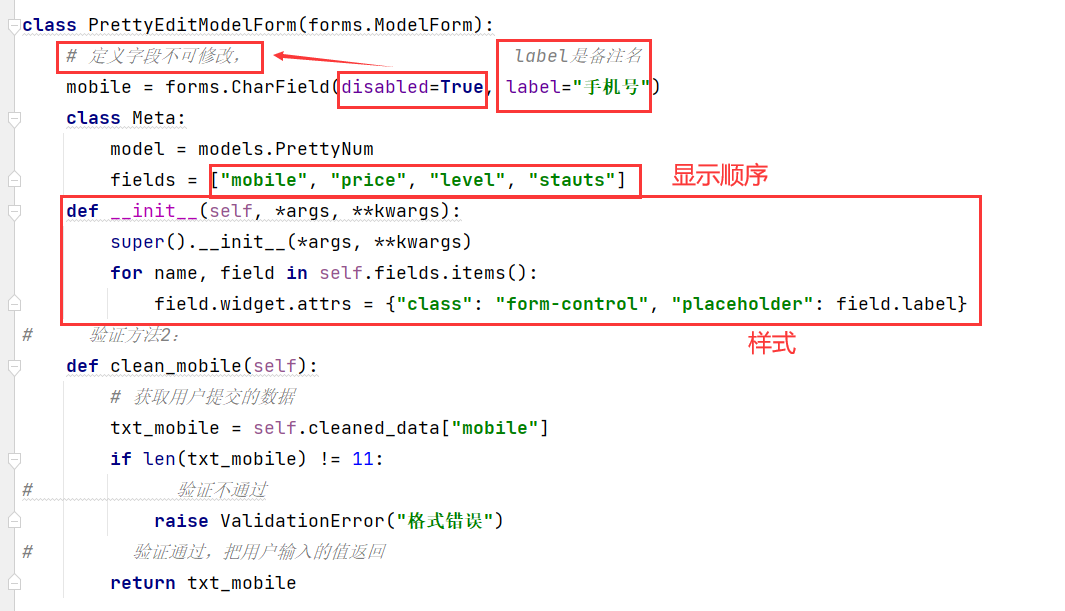 class PrettyEditModelForm(forms.ModelForm):
# 定义字段不可修改, label是备注名
mobile = forms.CharField(disabled=True, label="手机号")
class Meta:
model = models.PrettyNum
fields = ["mobile", "price", "level", "stauts"] 显示顺序
def __init__(self, *args, **kwargs):
super().__init__(*args, **kwargs)
for name, field in self.fields.items():
field.widget.attrs = {"class": "form-control", "placeholder": field.label}
# 验证方法2:
样式
def clean_mobile(self):
# 获取用户提交的数据
txt_mobile = self.cleaned_data["mobile"]
if len(txt_mobile) != 11:
# 验证不通过
raise ValidationError("格式错误")
# 验证通过，把用户输入的值返回
return txt_mobile